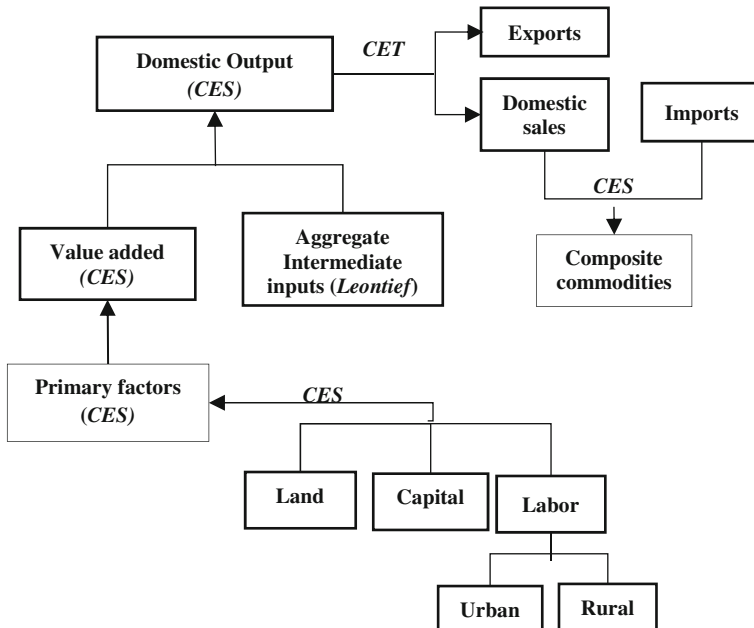 Domestic Output
(CES)
CET
Exports
Domestic
sales
Imports
CES
Composite
commodities
Value added
(CES)
Aggregate
Intermediate
inputs (Leontief)
Primary factors
(CES)
CES
Land
Capital
Labor
Urban
Rural